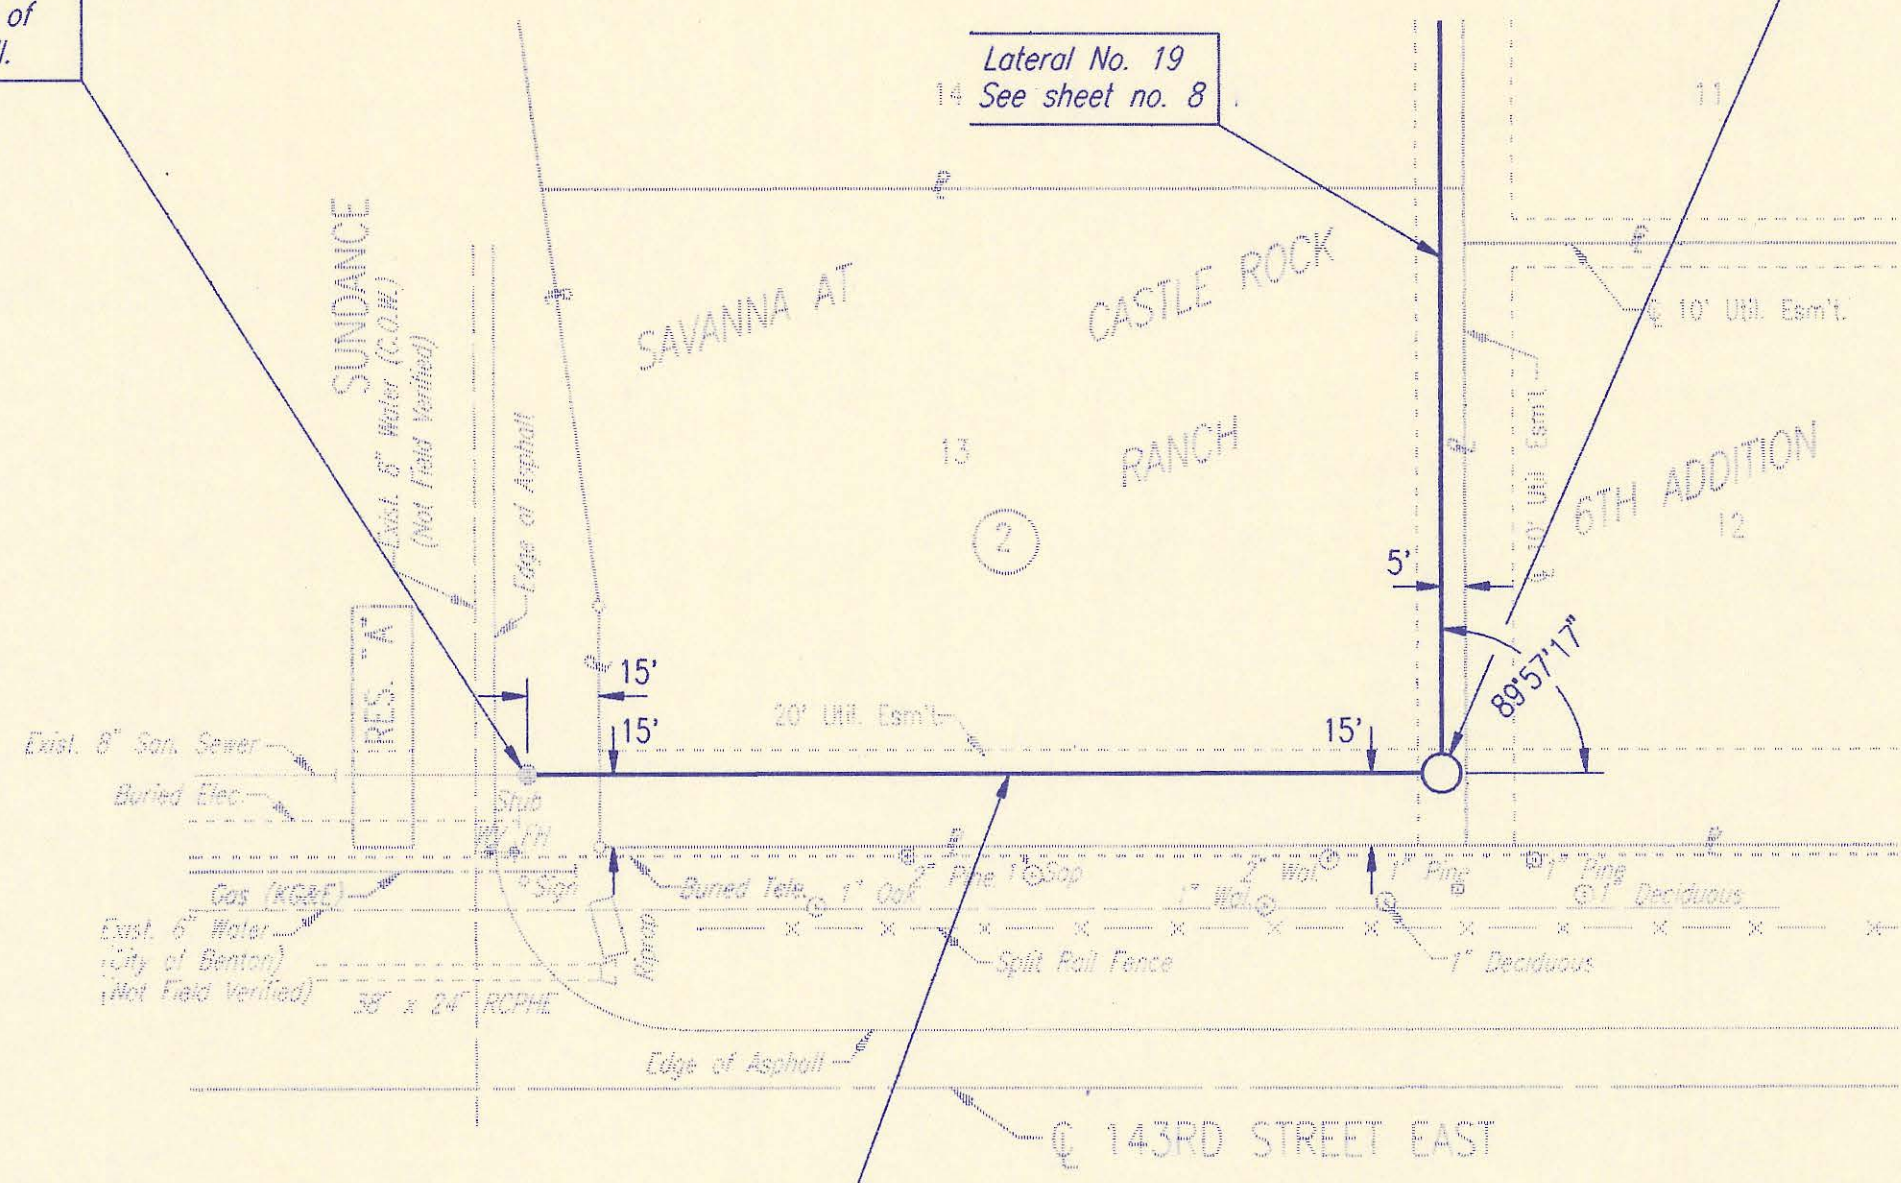 of
Lateral No. 19
See sheet no. 8
14
11
SUNDANCE
Exist. 8" Water (C.O.W.)
(Not Field Verified)
Edge of Asphalt
SAVANNA AT
CASTLE ROCK
RANCH
6TH ADDITION
13
12
2
₵ 10' Util. Esm't.
₵ 10' Util. Esm't.
5'
89°57'17"
RES. "A"
15'
15'
15'
20' Util. Esm't.
Exist. 8" San. Sewer
Buried Elec.
Stub
WV FH
Sign
Gas (KG&E)
Buried Tele.
1" Oak
2" Pine
1" Sap
1" Wal.
2" Wal.
1" Pine
1" Pine
1" Deciduous
Exist. 6" Water
(City of Benton)
(Not Field Verified)
38" x 24" RCPHE
Riprap
Split Rail Fence
1" Deciduous
Edge of Asphalt
₵ 143RD STREET EAST